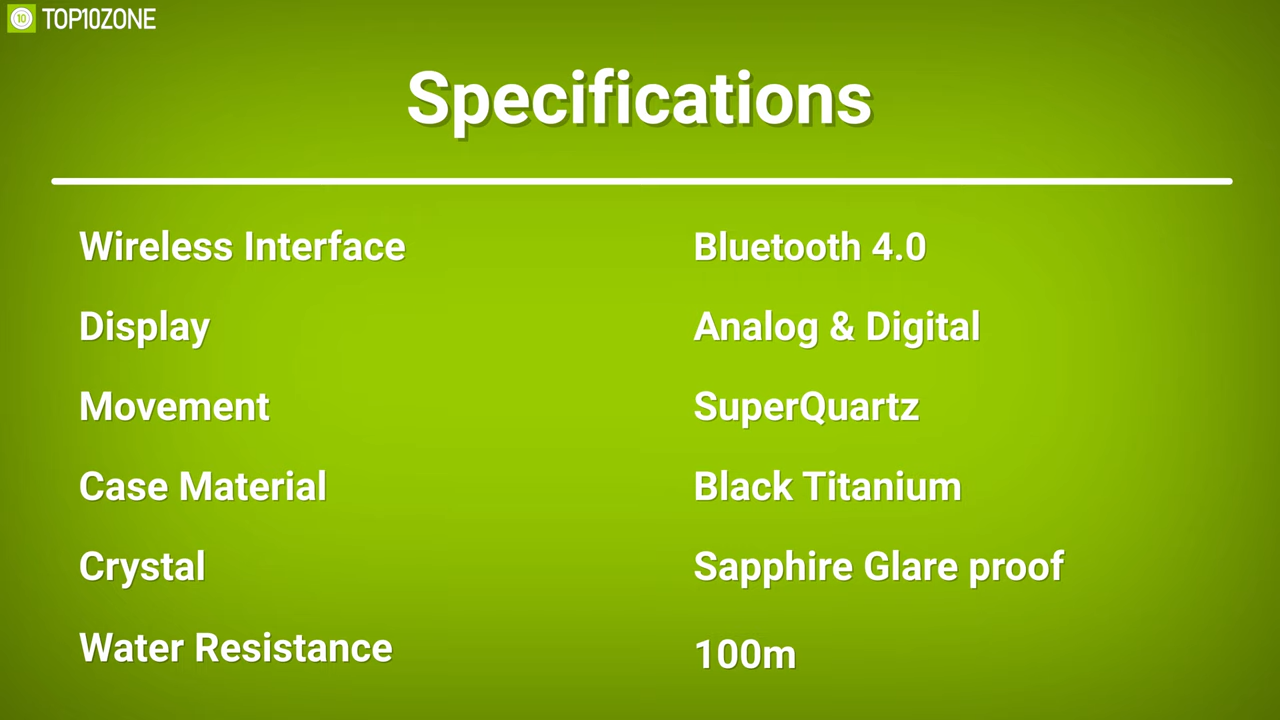 10 TOP10ZONE
Specifications
Wireless Interface Bluetooth 4.0
Display Analog & Digital
Movement SuperQuartz
Case Material Black Titanium
Crystal Sapphire Glare proof
Water Resistance 100m